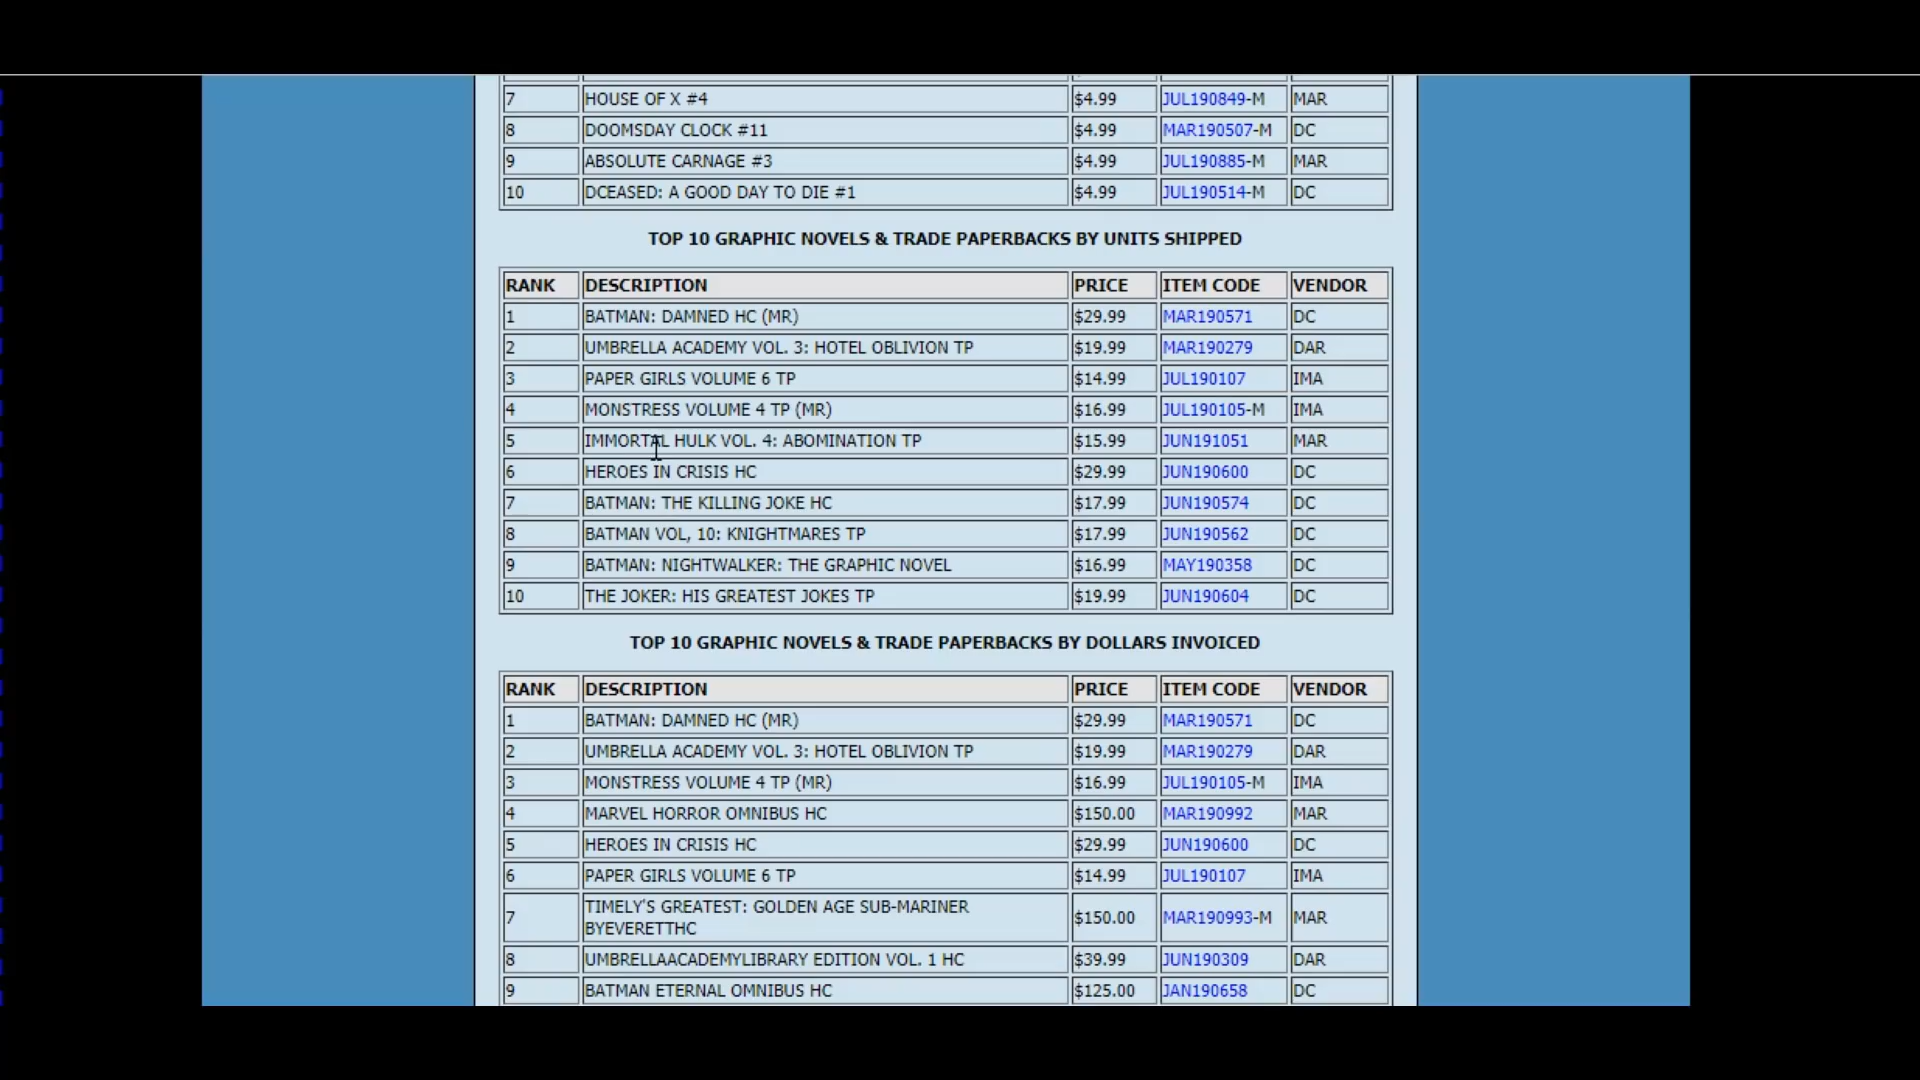 7 HOUSE OF X #4 $4.99 JUL190849-M MAR
8 DOOMSDAY CLOCK #11 $4.99 MAR190507-M DC
9 ABSOLUTE CARNAGE #3 $4.99 JUL190885-M MAR
10 DCEASED: A GOOD DAY TO DIE #1 $4.99 JUL190514-M DC
TOP 10 GRAPHIC NOVELS & TRADE PAPERBACKS BY UNITS SHIPPED
RANK DESCRIPTION PRICE ITEM CODE VENDOR
1 BATMAN: DAMNED HC (MR) $29.99 MAR190571 DC
2 UMBRELLA ACADEMY VOL. 3: HOTEL OBLIVION TP $19.99 MAR190279 DAR
3 PAPER GIRLS VOLUME 6 TP $14.99 JUL190107 IMA
4 MONSTRESS VOLUME 4 TP (MR) $16.99 JUL190105-M IMA
5 IMMORTAL HULK VOL. 4: ABOMINATION TP $15.99 JUN191051 MAR
6 HEROES IN CRISIS HC $29.99 JUN190600 DC
7 BATMAN: THE KILLING JOKE HC $17.99 JUN190574 DC
8 BATMAN VOL, 10: KNIGHTMARES TP $17.99 JUN190562 DC
9 BATMAN: NIGHTWALKER: THE GRAPHIC NOVEL $16.99 MAY190358 DC
10 THE JOKER: HIS GREATEST JOKES TP $19.99 JUN190604 DC
TOP 10 GRAPHIC NOVELS & TRADE PAPERBACKS BY DOLLARS INVOICED
RANK DESCRIPTION PRICE ITEM CODE VENDOR
1 BATMAN: DAMNED HC (MR) $29.99 MAR190571 DC
2 UMBRELLA ACADEMY VOL. 3: HOTEL OBLIVION TP $19.99 MAR190279 DAR
3 MONSTRESS VOLUME 4 TP (MR) $16.99 JUL190105-M IMA
4 MARVEL HORROR OMNIBUS HC $150.00 MAR190992 MAR
5 HEROES IN CRISIS HC $29.99 JUN190600 DC
6 PAPER GIRLS VOLUME 6 TP $14.99 JUL190107 IMA
7 TIMELY'S GREATEST: GOLDEN AGE SUB-MARINER
BYEVERETTHC $150.00 MAR190993-M MAR
8 UMBRELLAACADEMYLIBRARY EDITION VOL. 1 HC $39.99 JUN190309 DAR
9 BATMAN ETERNAL OMNIBUS HC $125.00 JAN190658 DC